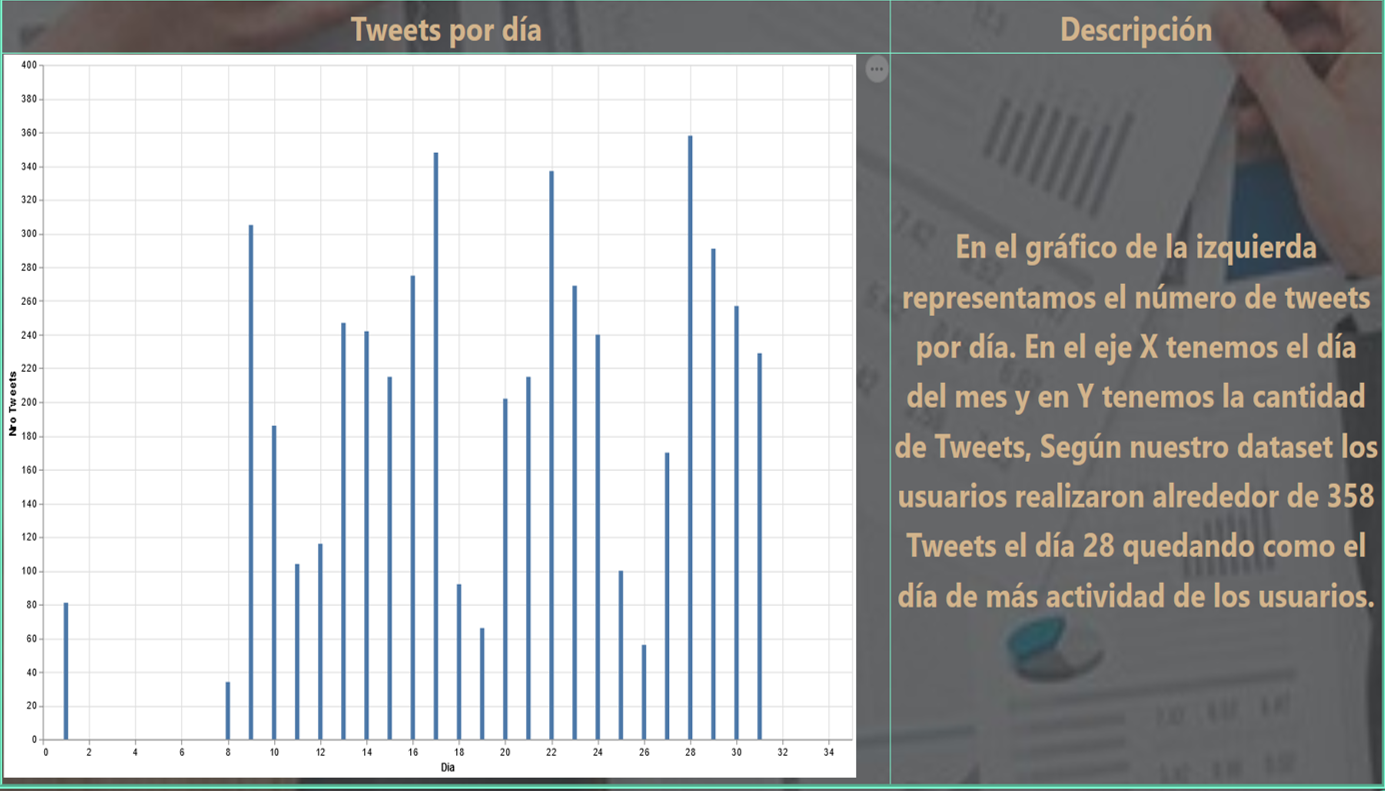 Tweets por día
Descripción
400
380
360
340
320
300
280
260
240
220
200
180
160
140
120
100
80
60
40
20
0
Nro Tweets
0 2 4 6 8 10 12 14 16 18 20 22 24 26 28 30 32 34
Dia
En el gráfico de la izquierda
representamos el número de tweets
por día. En el eje X tenemos el día
del mes y en Y tenemos la cantidad
de Tweets, Según nuestro dataset los
usuarios realizaron alrededor de 358
Tweets el día 28 quedando como el
día de más actividad de los usuarios.